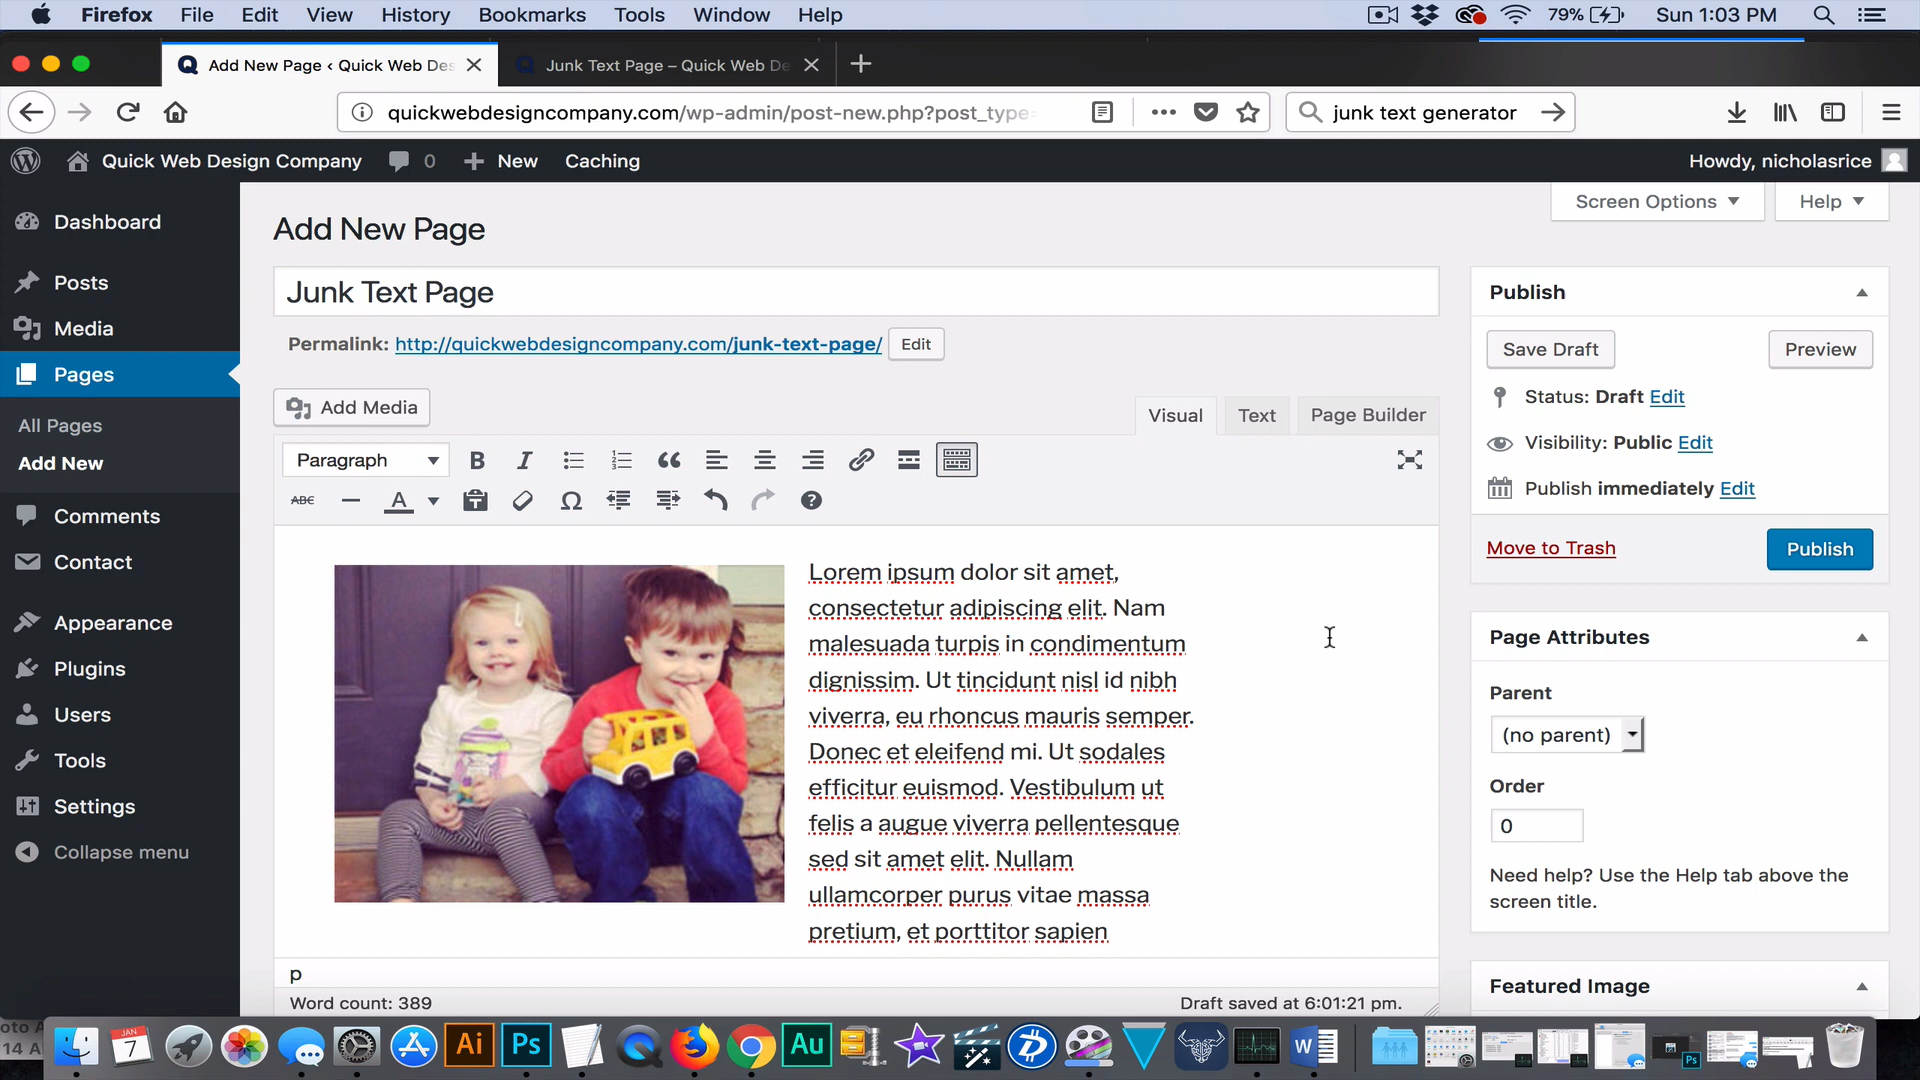 Firefox File Edit View History Bookmarks Tools Window Help 79% Sun 1:03 PM
Add New Page ‹ Quick Web Des Junk Text Page – Quick Web De
quickwebdesigncompany.com/wp-admin/post-new.php?post_type= junk text generator
Quick Web Design Company 0 New Caching Howdy, nicholasrice
Screen Options Help
Dashboard
Posts
Media
Pages
All Pages
Add New
Comments
Contact
Appearance
Plugins
Users
Tools
Settings
Collapse menu
Add New Page
Junk Text Page
Permalink: http://quickwebdesigncompany.com/junk-text-page/ Edit
Add Media
Visual Text Page Builder
Paragraph B I
ABC A
Lorem ipsum dolor sit amet,
consectetur adipiscing elit. Nam
malesuada turpis in condimentum
dignissim. Ut tincidunt nisl id nibh
viverra, eu rhoncus mauris semper.
Donec et eleifend mi. Ut sodales
efficitur euismod. Vestibulum ut
felis a augue viverra pellentesque
sed sit amet elit. Nullam
ullamcorper purus vitae massa
pretium, et porttitor sapien
p
Word count: 389 Draft saved at 6:01:21 pm.
Publish
Save Draft Preview
Status: Draft Edit
Visibility: Public Edit
Publish immediately Edit
Move to Trash Publish
Page Attributes
Parent
(no parent)
Order
0
Need help? Use the Help tab above the
screen title.
Featured Image
oto A
14 A
JAN
7
Ai
Ps
Au
W
Ps